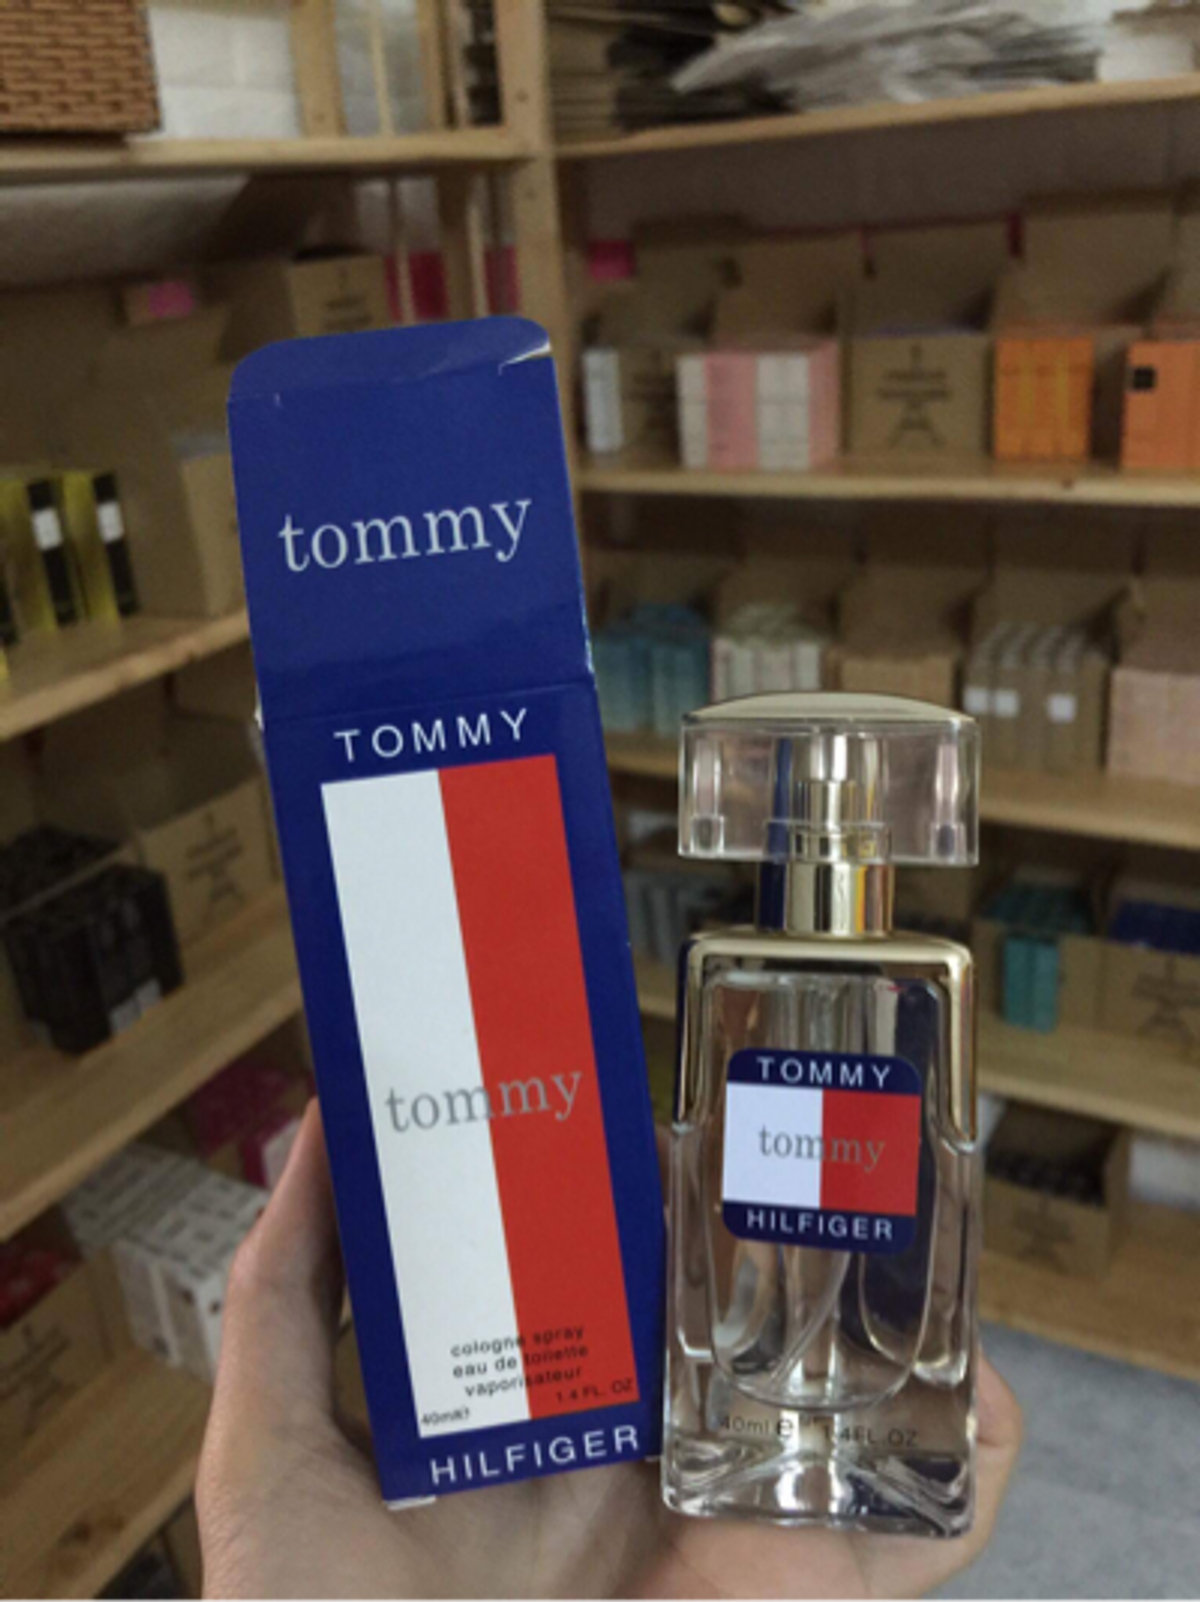 tommy
TOMMY
tommy
cologne spray
eau de toilette
vaporisateur
1.4 FL. OZ
40ml e
HILFIGER
TOMMY
tommy
HILFIGER
40ml e 1.4FL.OZ